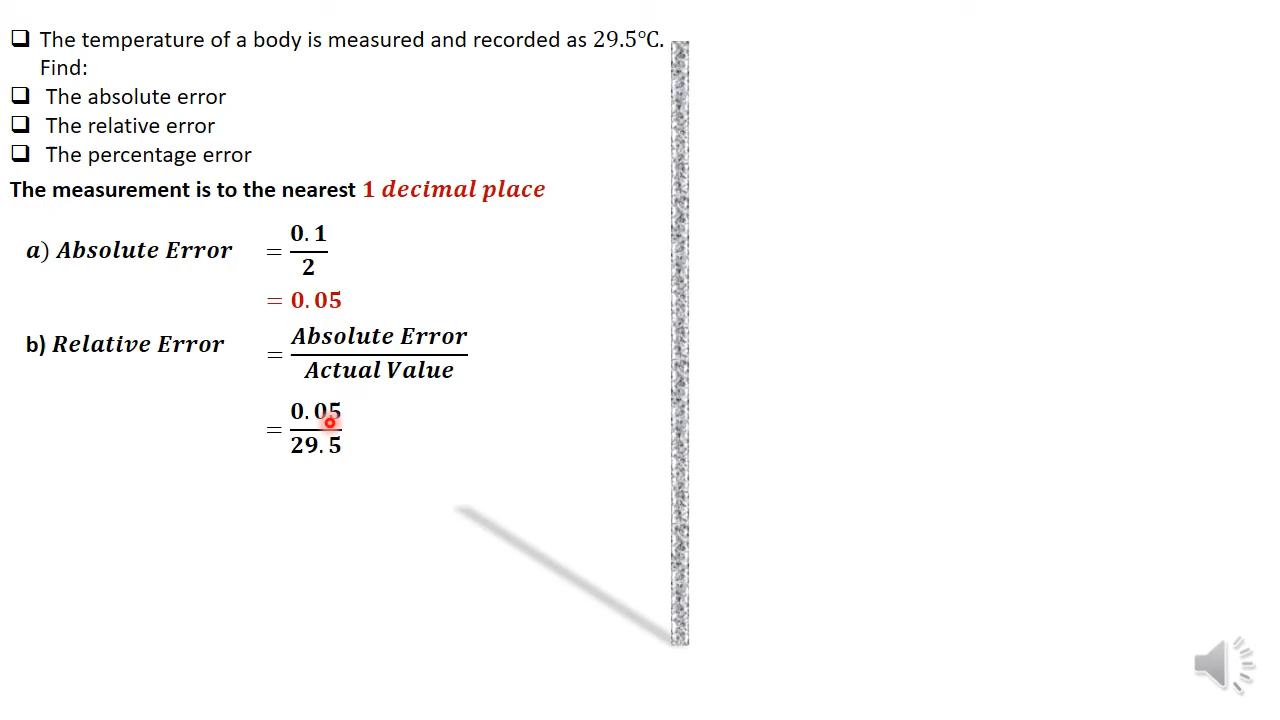 ❑ The temperature of a body is measured and recorded as 29.5°C.
Find:
❑ The absolute error
❑ The relative error
❑ The percentage error
The measurement is to the nearest 1 decimal place
a) Absolute Error = 0.1
2
= 0.05
b) Relative Error = Absolute Error
Actual Value
= 0.05
29.5